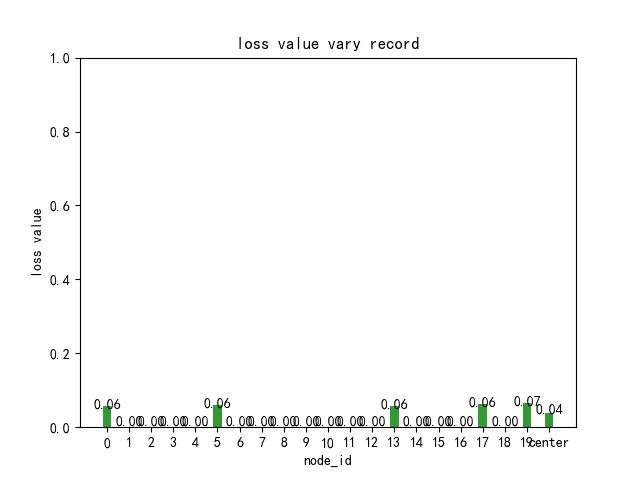 loss value vary record
1.0
0.8
0.6
0.4
0.2
0.0
loss value
0.06 0.00 0.00 0.00 0.00 0.06 0.00 0.00 0.00 0.00 0.00 0.00 0.00 0.06 0.00 0.00 0.00 0.06 0.00 0.07 0.04
0 1 2 3 4 5 6 7 8 9 10 11 12 13 14 15 16 17 18 19 center
node_id